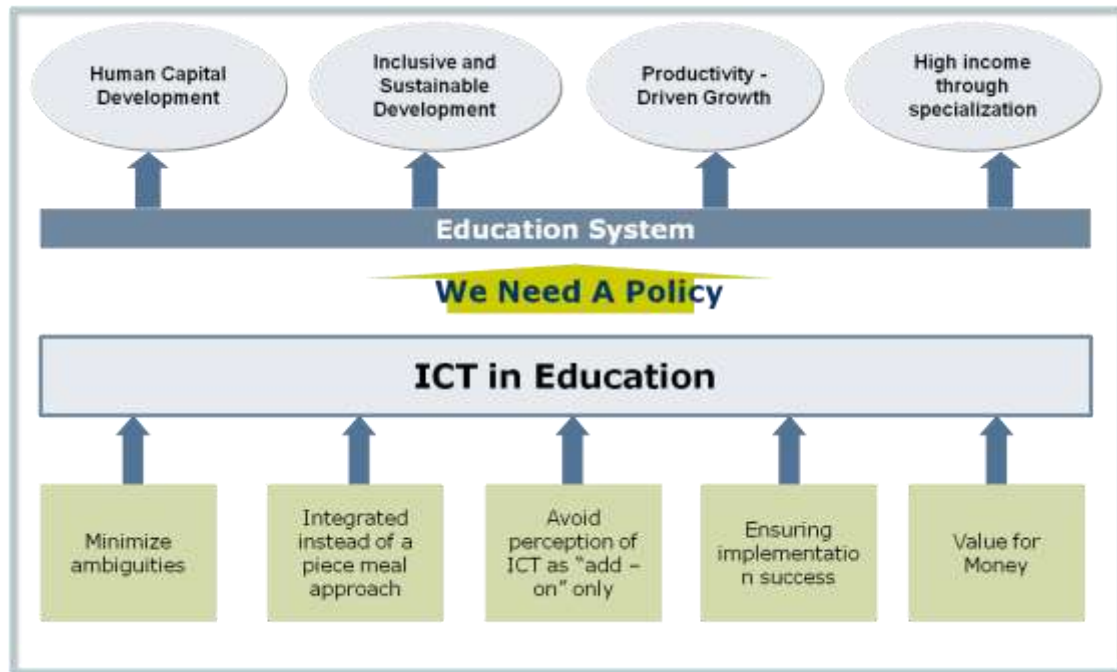 Human Capital
Development
Inclusive and
Sustainable
Development
Productivity -
Driven Growth
High income
through
specialization
Education System
We Need A Policy
ICT in Education
Minimize
ambiguities
Integrated
instead of a
piece meal
approach
Avoid
perception of
ICT as “add –
on” only
Ensuring
implementatio
n success
Value for
Money